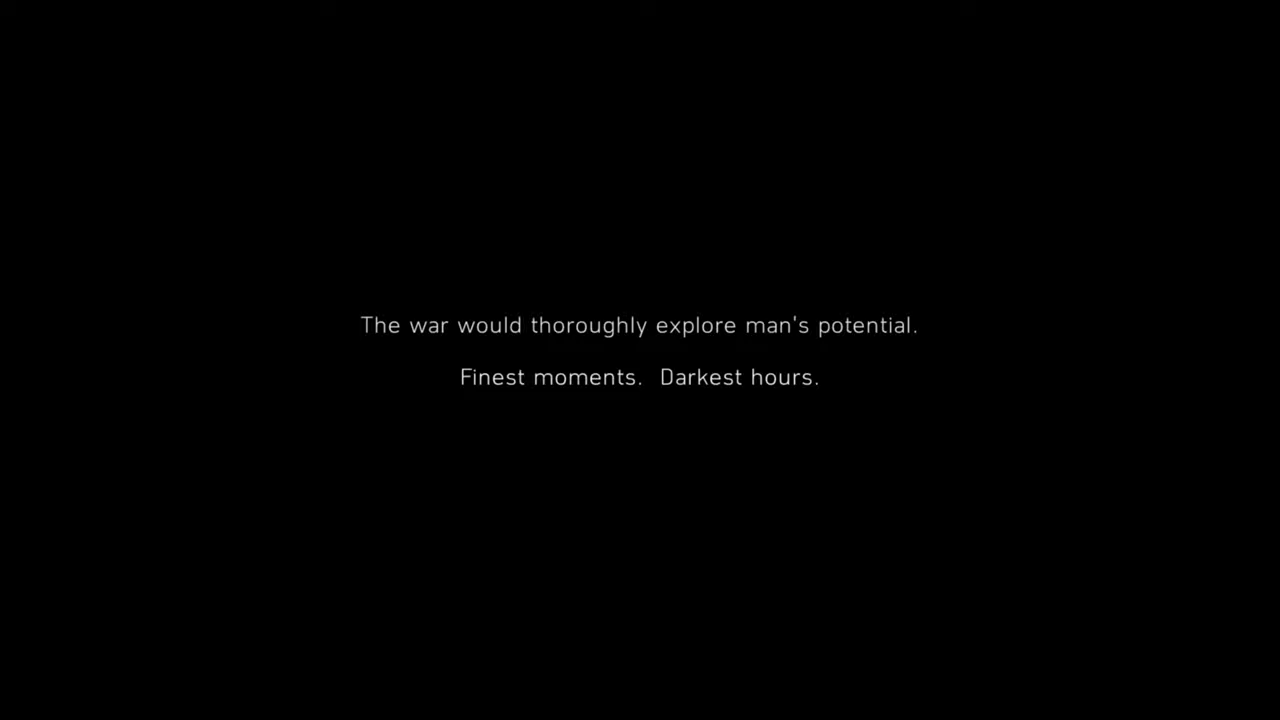 The war would thoroughly explore man's potential.
Finest moments. Darkest hours.